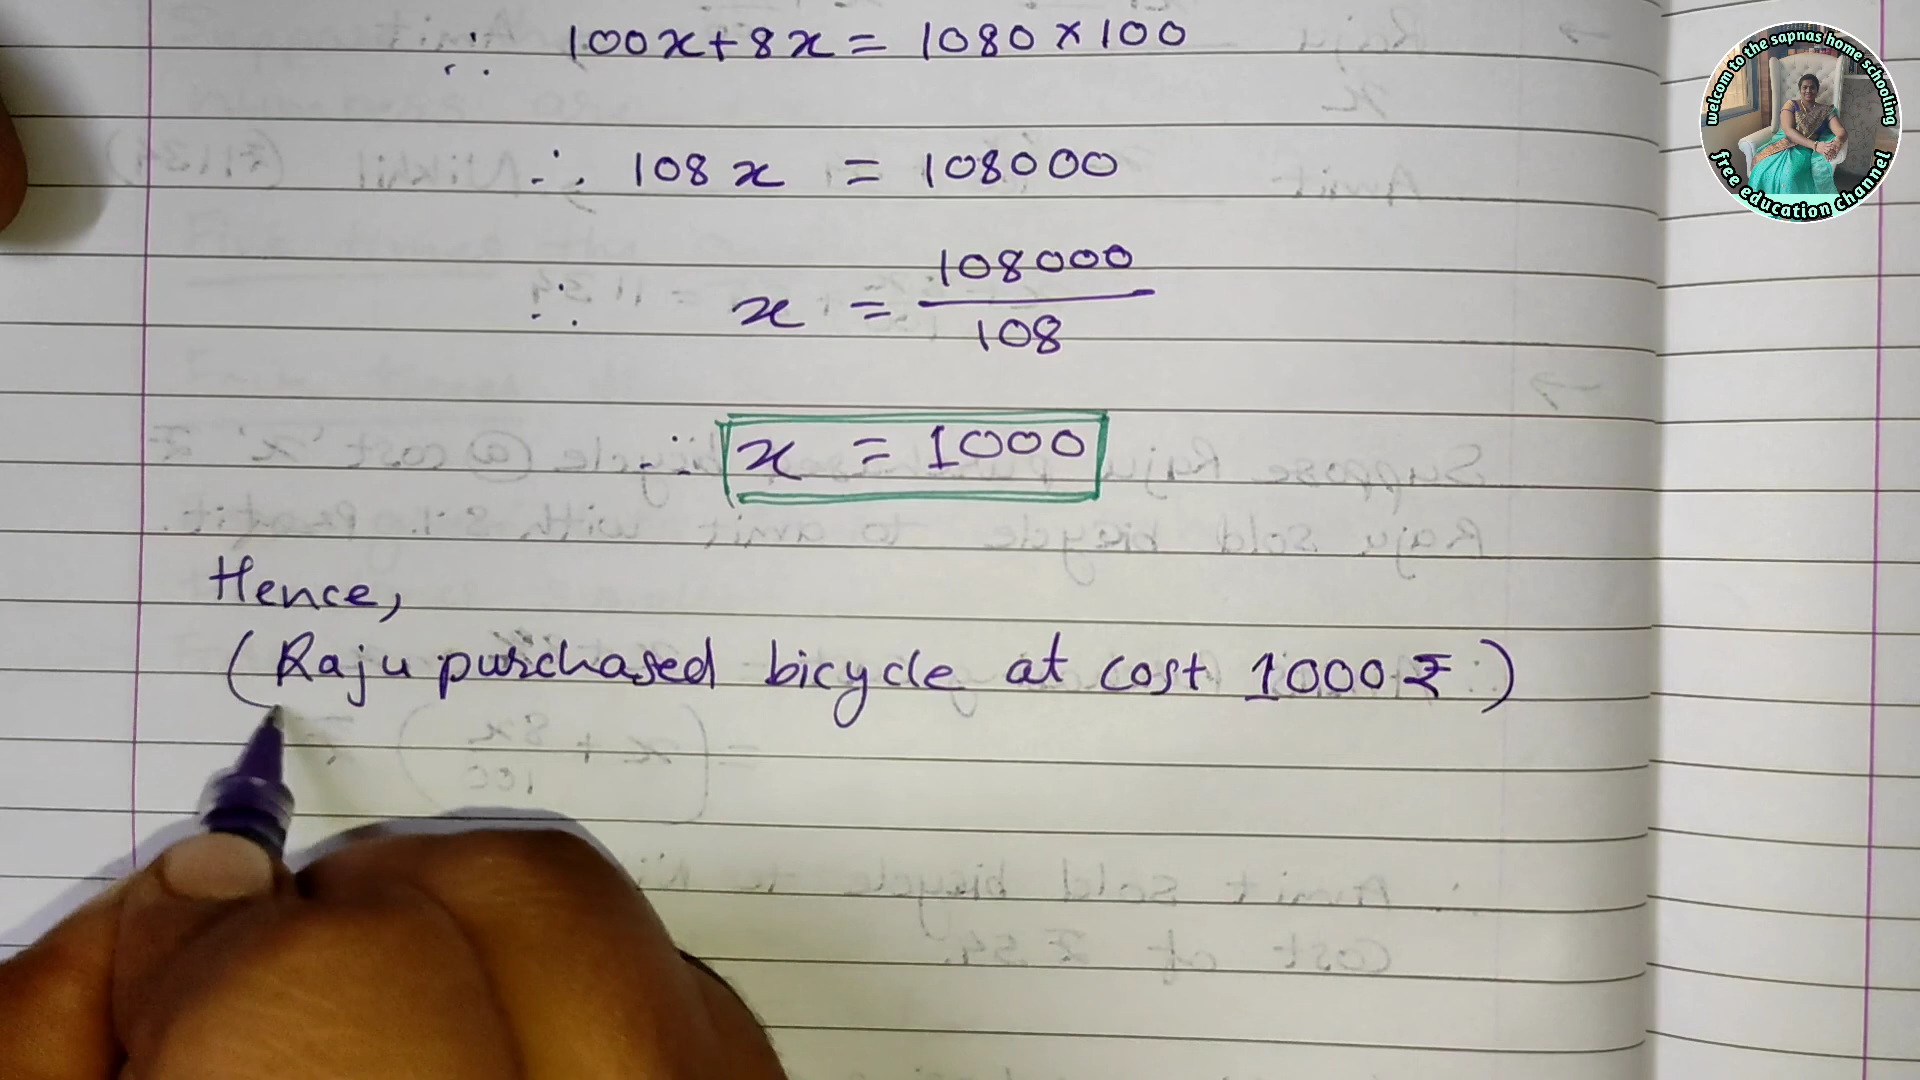 ∴ 100x + 8x = 1080 × 100
∴ 108x = 108000
∴ x = 108000/108
∴ x = 1000
Hence,
(Raju purchased bicycle at cost 1000 ₹.)
welcom to the sapnas home schooling
free education channel